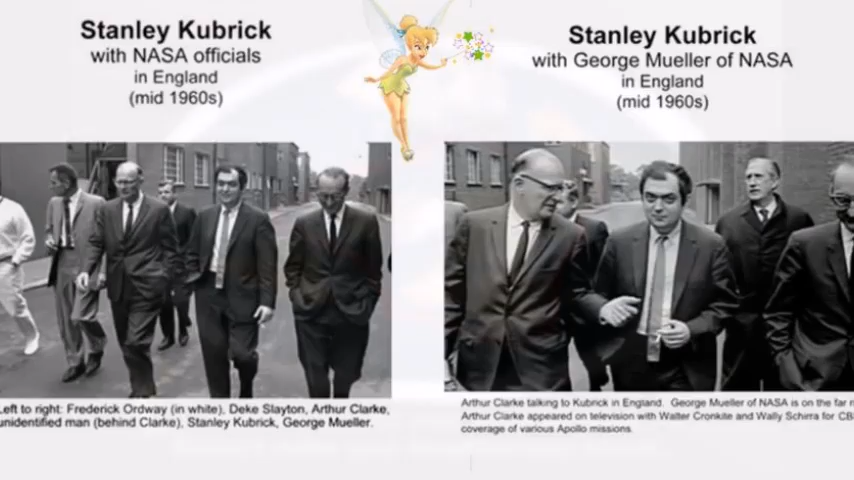 Stanley Kubrick
with NASA officials
in England
(mid 1960s)
Left to right: Frederick Ordway (in white), Deke Slayton, Arthur Clarke,
unidentified man (behind Clarke), Stanley Kubrick, George Mueller.
Stanley Kubrick
with George Mueller of NASA
in England
(mid 1960s)
Arthur Clarke talking to Kubrick in England. George Mueller of NASA is on the far
Arthur Clarke appeared on television with Walter Cronkite and Wally Schirra for CB
coverage of various Apollo missions.